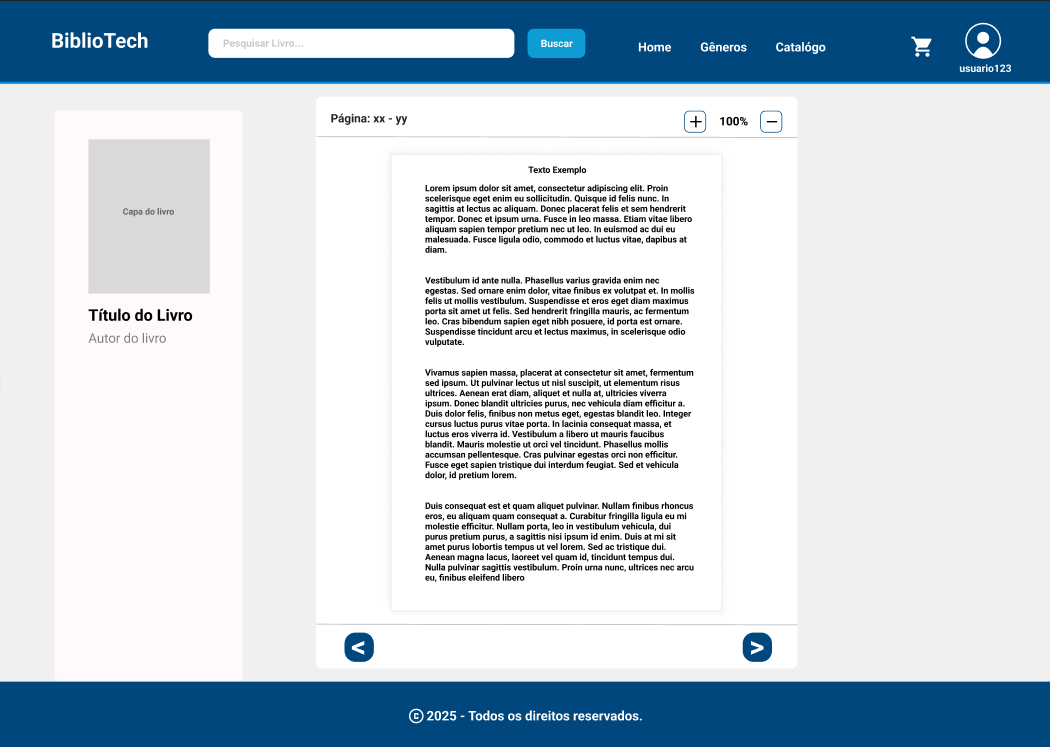 BiblioTech
Pesquisar Livro...
Buscar
Home
Gêneros
Catalógo
usuario123
Capa do livro
Título do Livro
Autor do livro
Página: xx - yy
100%
Texto Exemplo
Lorem ipsum dolor sit amet, consectetur adipiscing elit. Proin
scelerisque eget enim eu sollicitudin. Quisque id felis nunc. In
sagittis at lectus ac aliquam. Donec placerat felis et sem hendrerit
tempor. Donec et ipsum urna. Fusce in leo massa. Etiam vitae libero
aliquam sapien tempor pretium nec ut leo. In euismod ac dui eu
malesuada. Fusce ligula odio, commodo et luctus vitae, dapibus at
diam.
Vestibulum id ante nulla. Phasellus varius gravida enim nec
egestas. Sed ornare enim dolor, vitae finibus ex volutpat et. In mollis
felis ut mollis vestibulum. Suspendisse et eros eget diam maximus
porta sit amet ut felis. Sed hendrerit fringilla mauris, ac fermentum
leo. Cras bibendum sapien eget nibh posuere, id porta est ornare.
Suspendisse tincidunt arcu et lectus maximus, in scelerisque odio
vulputate.
Vivamus sapien massa, placerat at consectetur sit amet, fermentum
sed ipsum. Ut pulvinar lectus ut nisl suscipit, ut elementum risus
ultrices. Aenean erat diam, aliquet et nulla at, ultricies viverra
ipsum. Donec blandit ultricies purus, nec vehicula diam efficitur a.
Duis dolor felis, finibus non metus eget, egestas blandit leo. Integer
cursus luctus purus vitae porta. In lacinia consequat massa, et
luctus eros viverra id. Vestibulum a libero ut mauris faucibus
blandit. Mauris molestie ut orci vel tincidunt. Phasellus mollis
accumsan pellentesque. Cras pulvinar egestas orci non efficitur.
Fusce eget sapien tristique dui interdum feugiat. Sed et vehicula
dolor, id pretium lorem.
Duis consequat est et quam aliquet pulvinar. Nullam finibus rhoncus
eros, eu aliquam quam consequat a. Curabitur fringilla ligula eu mi
molestie efficitur. Nullam porta, leo in vestibulum vehicula, dui
purus pretium purus, a sagittis nisi ipsum id enim. Duis at mi sit
amet purus lobortis tempus ut vel lorem. Sed ac tristique dui.
Aenean magna lacus, laoreet vel quam id, tincidunt tempus dui.
Nulla pulvinar sagittis vestibulum. Proin urna nunc, ultrices nec arcu
eu, finibus eleifend libero
< >
© 2025 - Todos os direitos reservados.